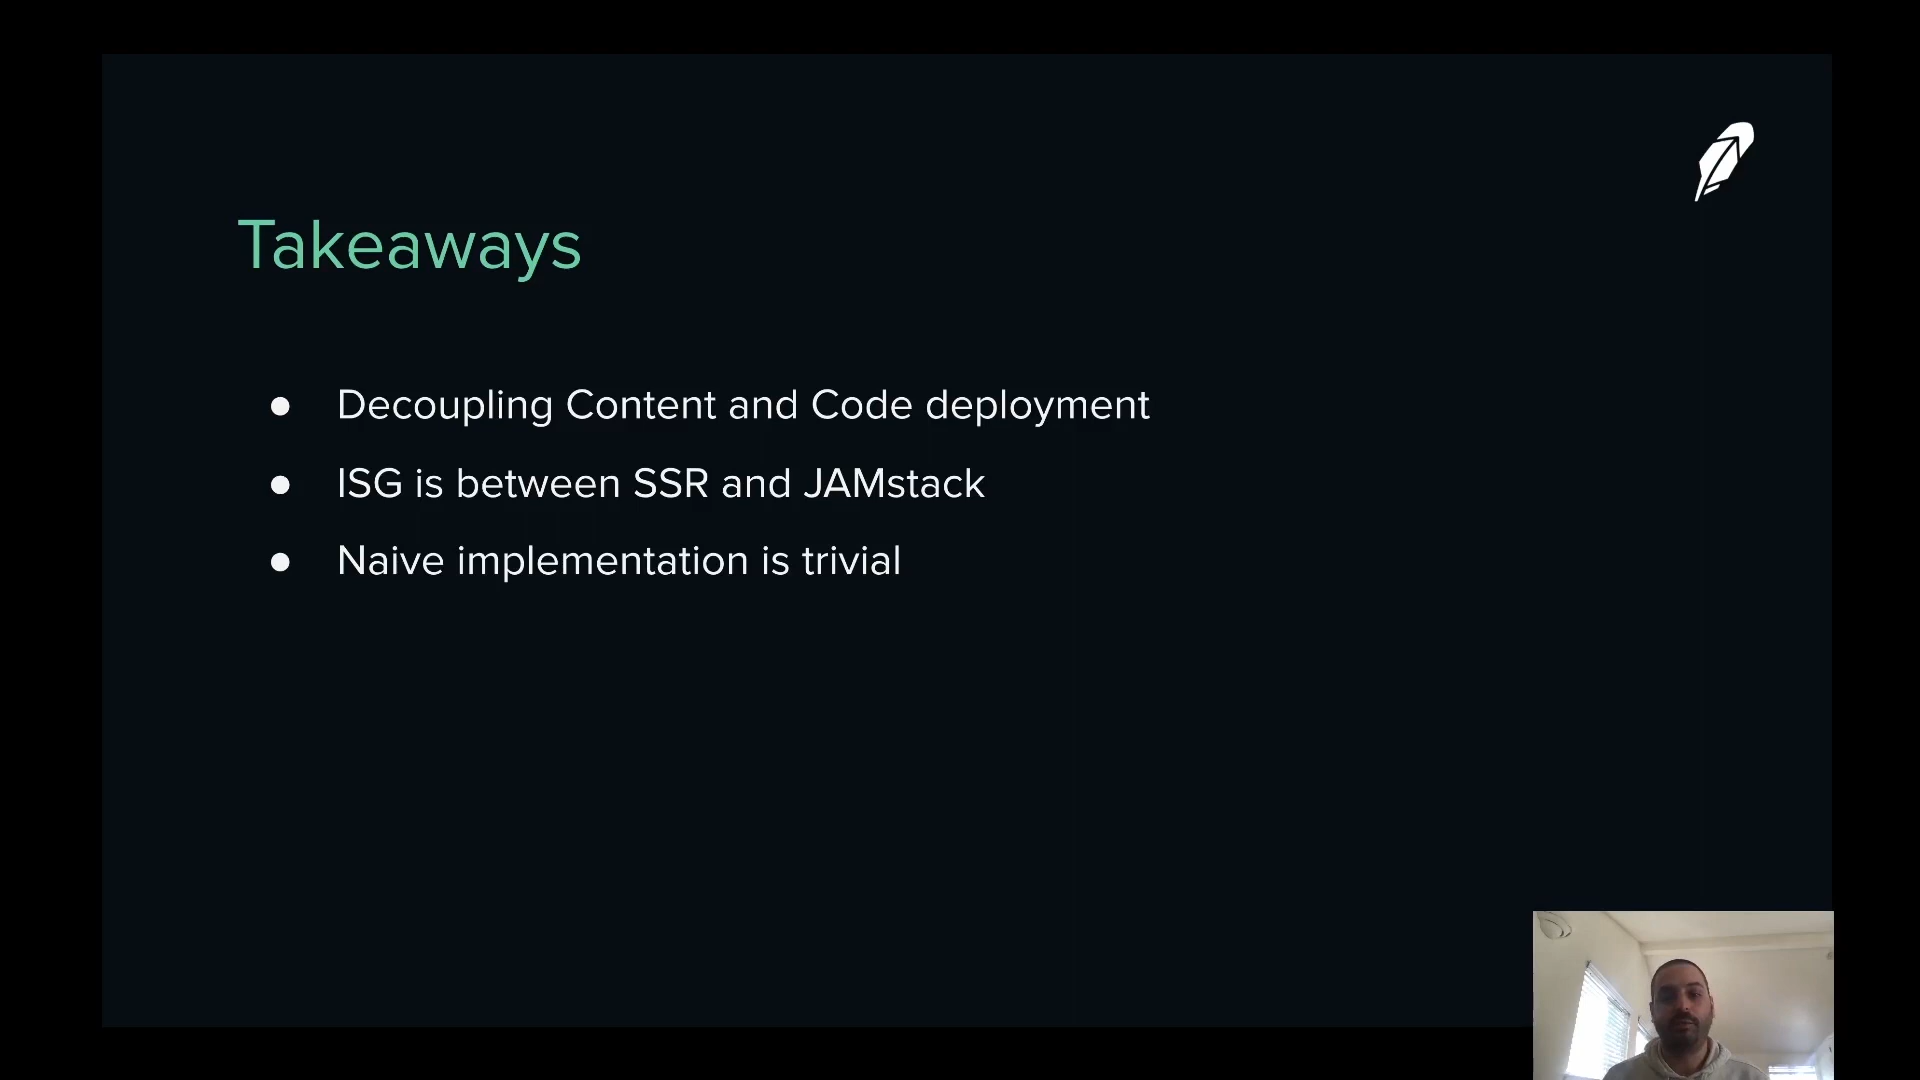 Takeaways
● Decoupling Content and Code deployment
● ISG is between SSR and JAMstack
● Naive implementation is trivial